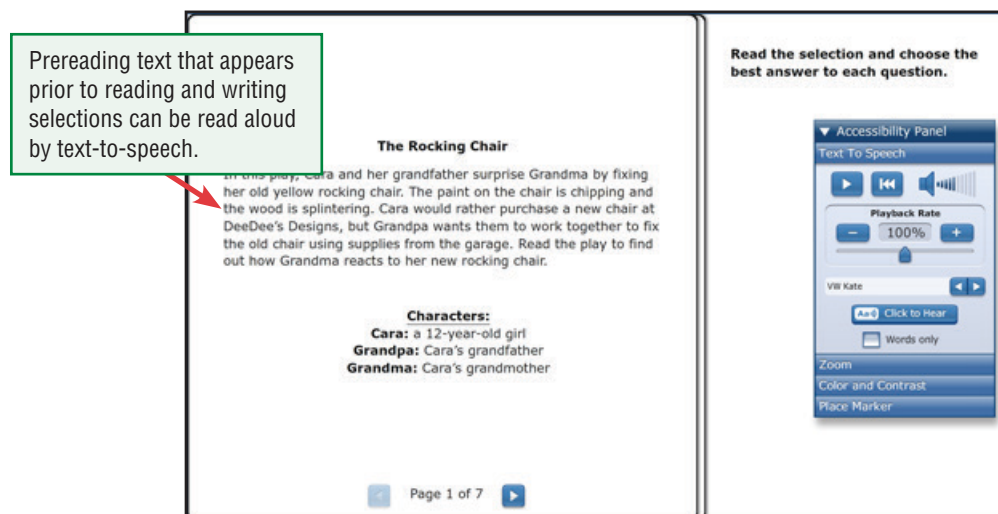 Prereading text that appears
prior to reading and writing
selections can be read aloud
by text-to-speech.
The Rocking Chair
In this play, Cara and her grandfather surprise Grandma by fixing
her old yellow rocking chair. The paint on the chair is chipping and
the wood is splintering. Cara would rather purchase a new chair at
DeeDee's Designs, but Grandpa wants them to work together to fix
the old chair using supplies from the garage. Read the play to find
out how Grandma reacts to her new rocking chair.
Characters:
Cara: a 12-year-old girl
Grandpa: Cara's grandfather
Grandma: Cara's grandmother
Page 1 of 7
Read the selection and choose the
best answer to each question.
Accessibility Panel
Text To Speech
Playback Rate
100%
VW Kate
Click to Hear
Words only
Zoom
Color and Contrast
Place Marker